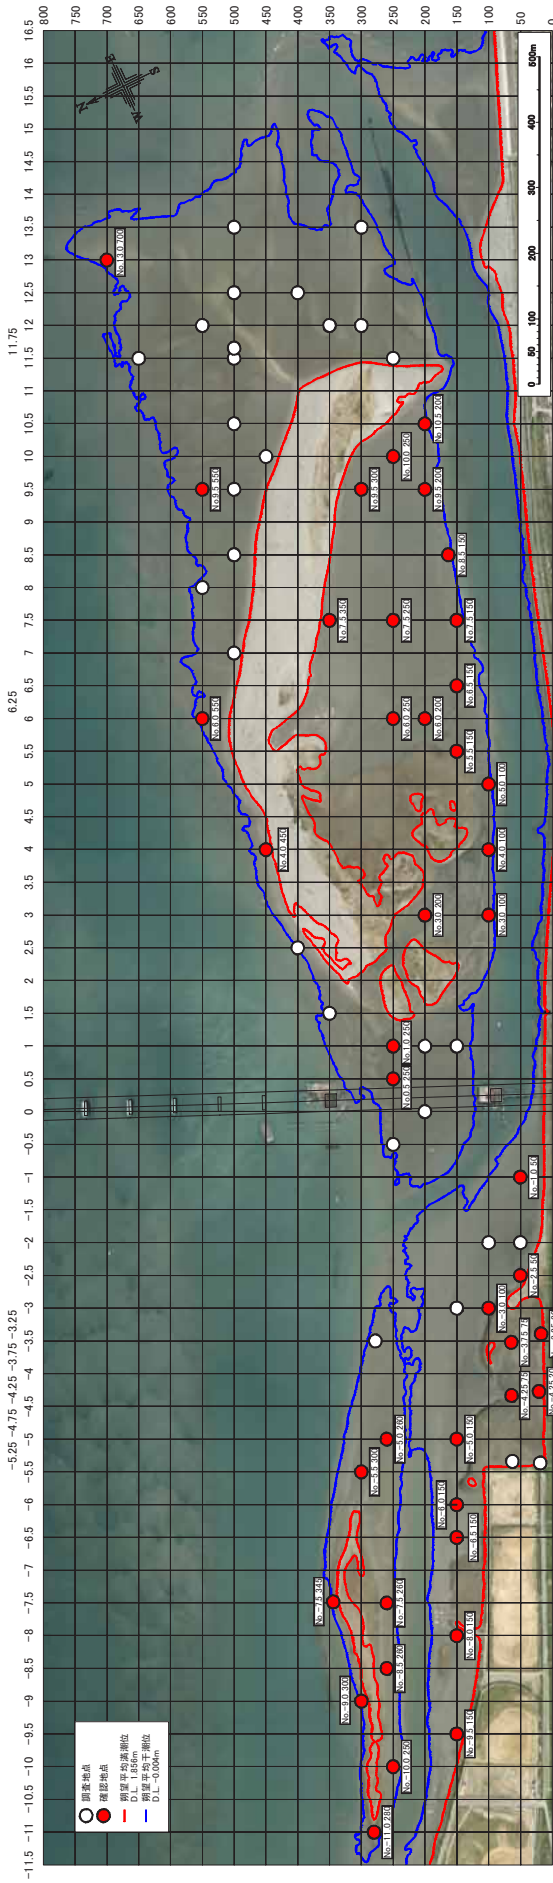 800
750
700
650
600
550
500
450
400
350
300
250
200
150
100
50
0
16.5
16
15.5
15
14.5
14
13.5
13
12.5
12
11.75
11.5
11
10.5
10
9.5
9
8.5
8
7.5
7
6.5
6.25
6
5.5
5
4.5
4
3.5
3
2.5
2
1.5
1
0.5
0
-0.5
-1
-1.5
-2
-2.5
-3
-3.25
-3.5
-3.75
-4
-4.25
-4.5
-4.75
-5
-5.25
-5.5
-6
-6.5
-7
-7.5
-8
-8.5
-9
-9.5
-10
-10.5
-11
-11.5
N
E
S
W
0 50 100 200 300 400 500m
No.13.0 700
No.9.5 550
No.6.0 550
No.4.0 450
No.7.5 350
No.9.5 300
No.10.0 250
No.7.5 250
No.6.0 250
No.10.5 200
No.9.5 200
No.6.0 200
No.3.0 200
No.8.5 150
No.7.5 150
No.6.5 150
No.5.5 150
No.5.0 100
No.4.0 100
No.3.0 100
No.1.0 250
No.0.5 250
No.-1.0 50
No.-2.5 50
No.-3.0 100
No.-3.75 75
No.-4.25 75
No.-4.25 20
No.-5.0 260
No.-5.0 150
No.-5.5 300
No.-6.0 150
No.-6.5 150
No.-7.5 345
No.-7.5 260
No.-8.0 150
No.-8.5 260
No.-9.0 300
No.-9.5 150
No.-10.0 250
No.-11.0 280
調査地点
確認地点
朔望平均満潮位
D.L. 1.856m
朔望平均干潮位
D.L. -0.004m